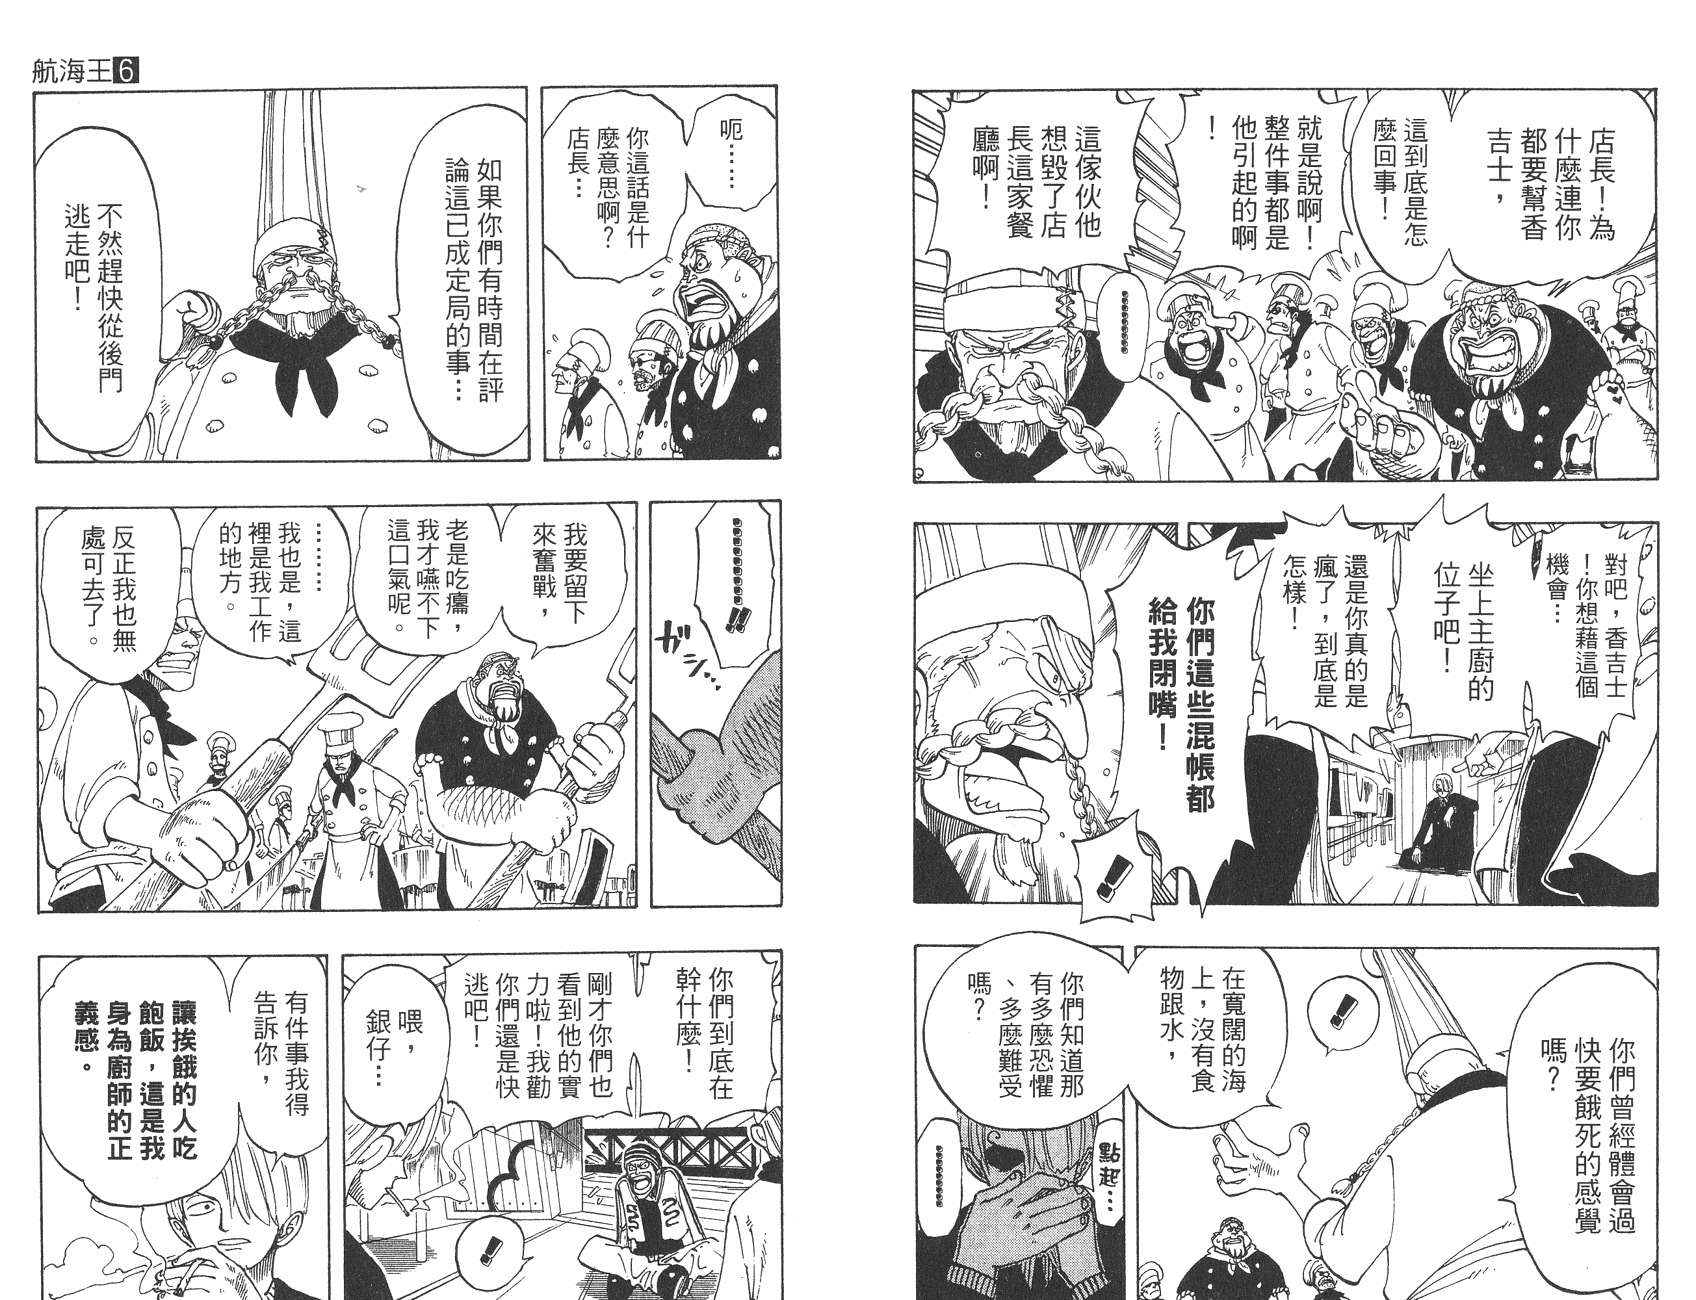 航海王6
店長！為
什麼連你
都要幫香
吉士，
這到底是怎
麼回事！
就是說啊！
整件事都是
他引起的啊
！
這傢伙他
想毀了店
長這家餐
廳啊！
…………
對吧，香吉士
！你想藉這個
機會…
坐上主廚的
位子吧！
還是你真的是
瘋了，到底是
怎樣！
你們這些混帳都
給我閉嘴！
！
！
你們曾經體會過
快要餓死的感覺
嗎？
在寬闊的海
上，沒有食
物跟水，
你們知道那
有多麼恐懼
、多麼難受
嗎？
點起…
…………
呃……
你這話是什
麼意思啊？
店長…
如果你們有時間在評
論這已成定局的事…
不然趕快從後門
逃走吧！
…………!!
ガシ…
我要留下
來奮戰，
老是吃癟，
我才嚥不下
這口氣呢。
………
我也是，這
裡是我工作
的地方。
反正我也無
處可去了。
你們到底在
幹什麼！
剛才你們也
看到他的實
力啦！我勸
你們還是快
逃吧！
喂，
銀仔…
！
有件事我得
告訴你，
讓挨餓的人吃
飽飯，這是我
身為廚師的正
義感。